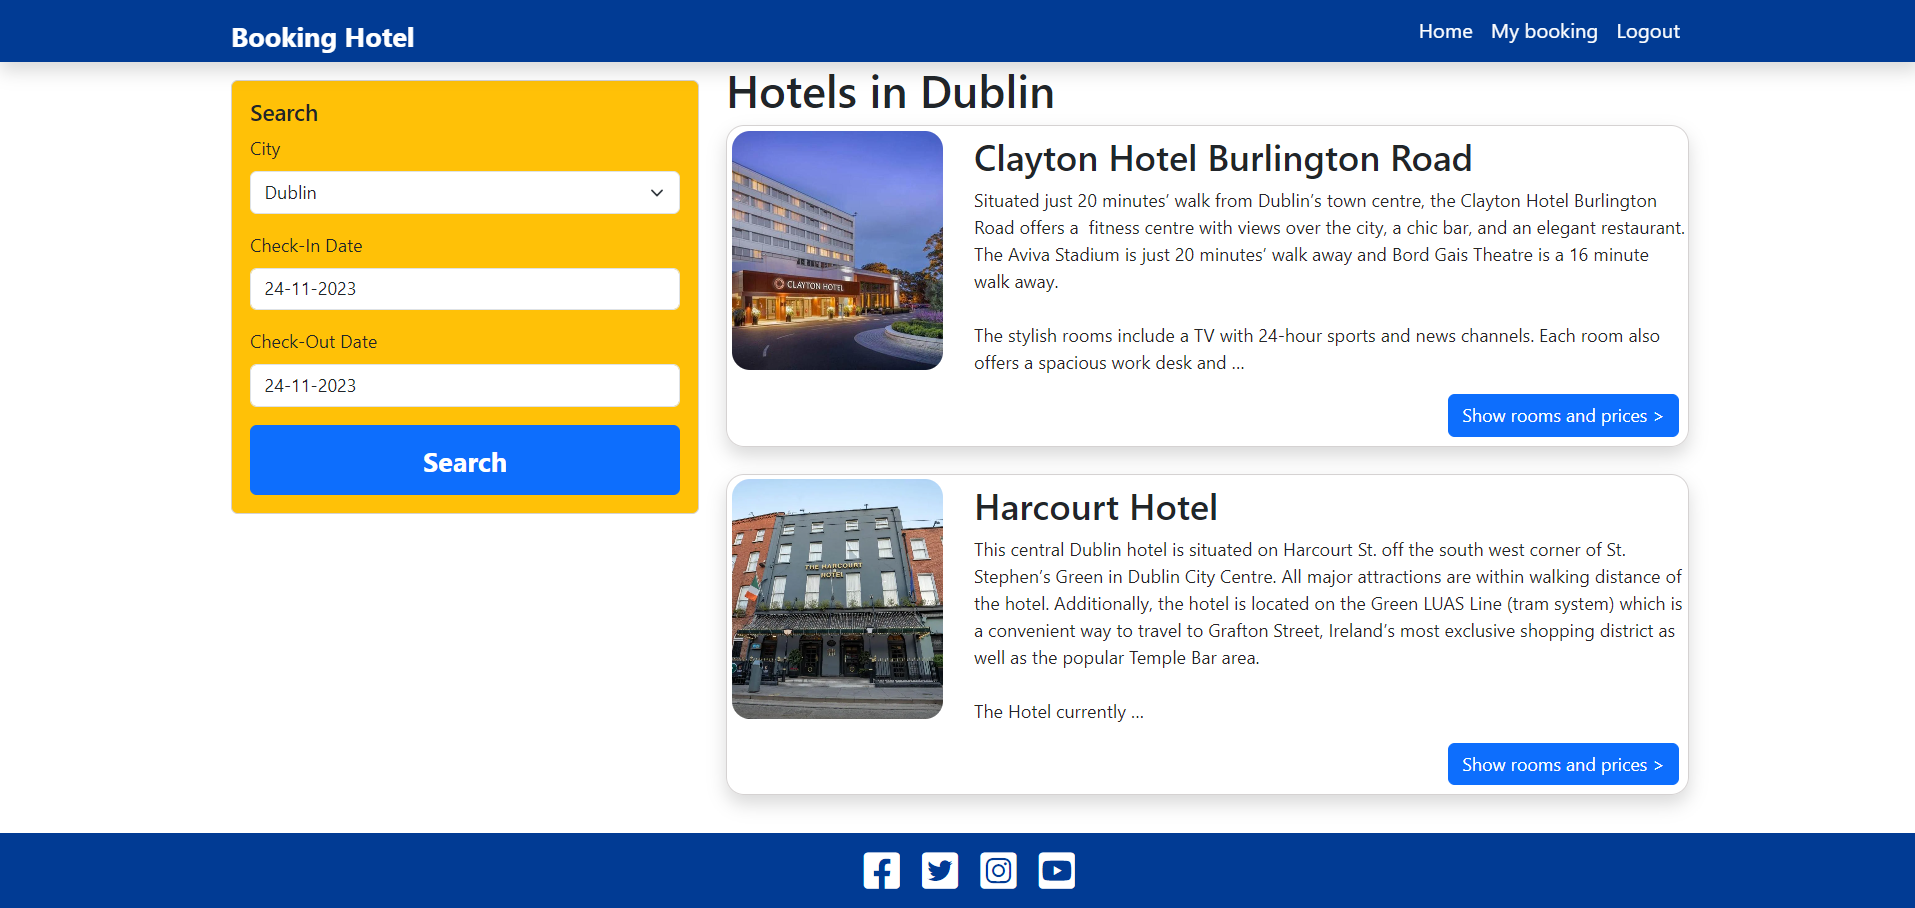 Booking Hotel
Home My booking Logout
Search
City
Dublin
Check-In Date
24-11-2023
Check-Out Date
24-11-2023
Search
Hotels in Dublin
CLAYTON HOTEL
Clayton Hotel Burlington Road
Situated just 20 minutes’ walk from Dublin’s town centre, the Clayton Hotel Burlington
Road offers a  fitness centre with views over the city, a chic bar, and an elegant restaurant.
The Aviva Stadium is just 20 minutes’ walk away and Bord Gais Theatre is a 16 minute
walk away.
The stylish rooms include a TV with 24-hour sports and news channels. Each room also
offers a spacious work desk and ...
Show rooms and prices >
THE HARCOURT
HOTEL
Harcourt Hotel
This central Dublin hotel is situated on Harcourt St. off the south west corner of St.
Stephen’s Green in Dublin City Centre. All major attractions are within walking distance of
the hotel. Additionally, the hotel is located on the Green LUAS Line (tram system) which is
a convenient way to travel to Grafton Street, Ireland’s most exclusive shopping district as
well as the popular Temple Bar area.
The Hotel currently ...
Show rooms and prices >